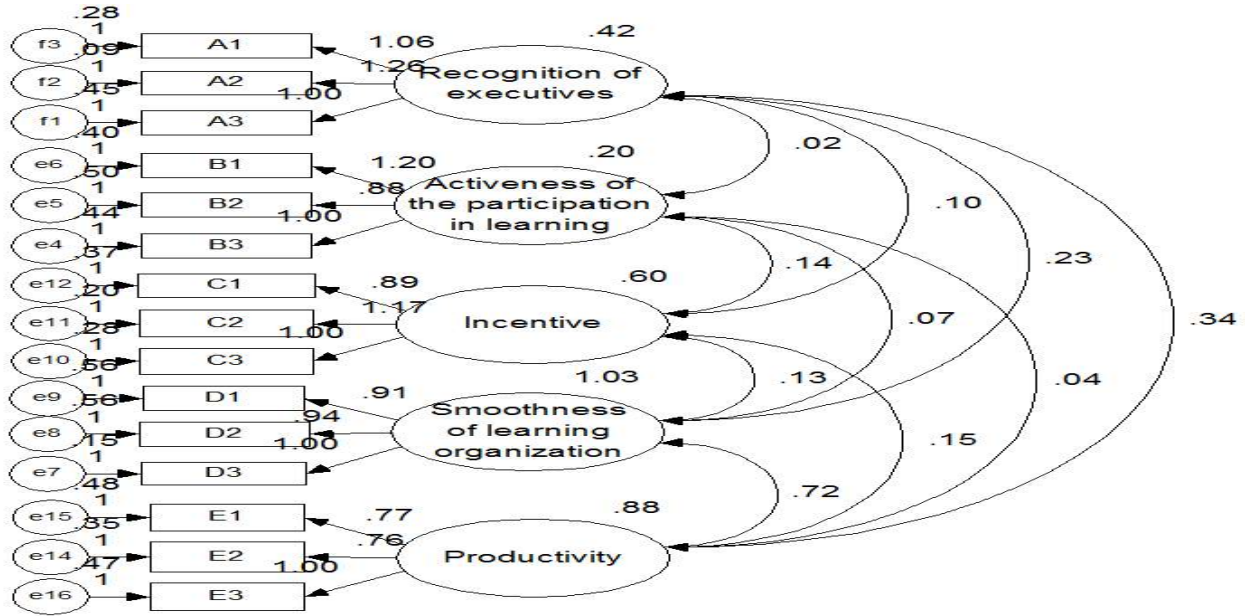 .28
1
f3
A1
1.06
.42
.09
1
f2
A2
1.26
Recognition of
executives
.45
1
f1
A3
1.00
.02
.40
1
e6
B1
1.20
.20
.50
1
e5
B2
.88
Activeness of
the participation
in learning
.10
.44
1
e4
B3
1.00
.37
1
e12
C1
.89
.60
.14
.23
.20
1
e11
C2
1.17
Incentive
.07
.34
.28
1
e10
C3
1.00
.56
1
e9
D1
.91
1.03
.13
.04
.56
1
e8
D2
.94
Smoothness
of learning
organization
.15
.15
1
e7
D3
1.00
.72
.48
1
e15
E1
.77
.88
.35
1
e14
E2
.76
Productivity
.47
1
e16
E3
1.00